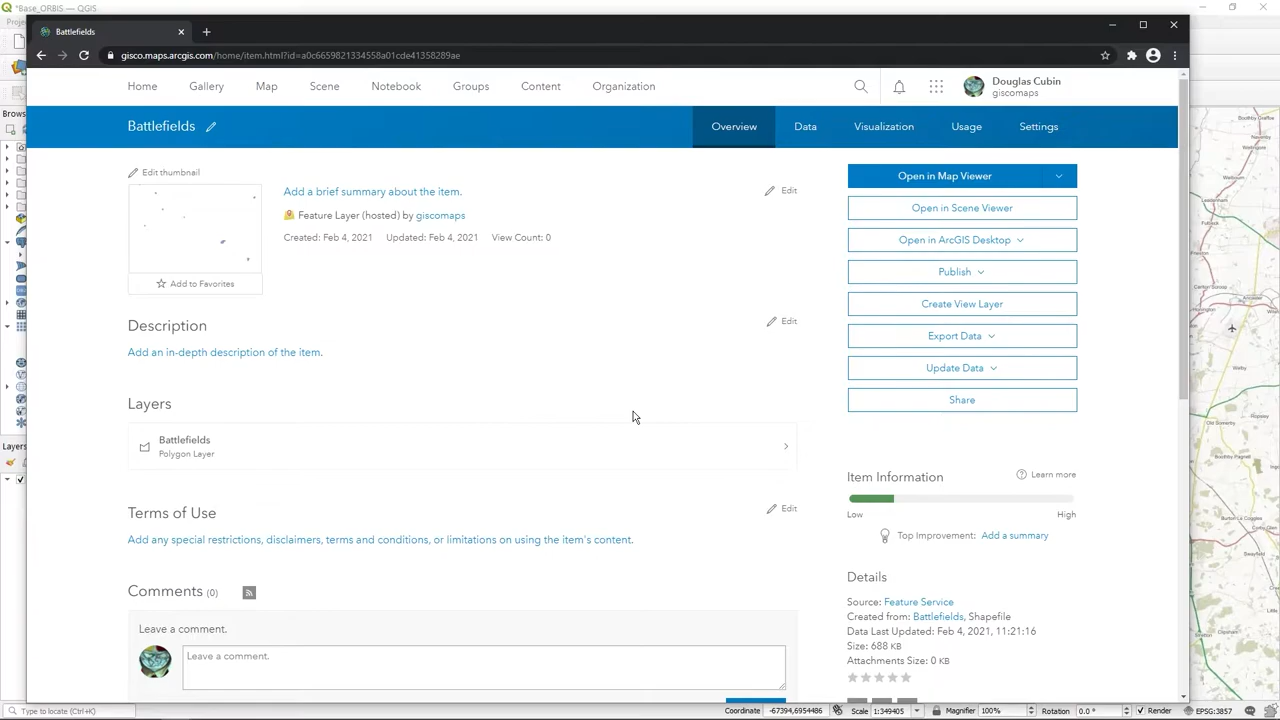 *Base_ORBIS — QGIS
Battlefields
gisco.maps.arcgis.com/home/item.html?id=a0c6659821334558a01cde41358289ae
Home Gallery Map Scene Notebook Groups Content Organization
Douglas Cubin
giscomaps
Battlefields
Overview Data Visualization Usage Settings
Edit thumbnail
Add to Favorites
Add a brief summary about the item.
Edit
Feature Layer (hosted) by giscomaps
Created: Feb 4, 2021 Updated: Feb 4, 2021 View Count: 0
Description
Edit
Add an in-depth description of the item.
Layers
Battlefields
Polygon Layer
Terms of Use
Edit
Add any special restrictions, disclaimers, terms and conditions, or limitations on using the item's content.
Comments (0)
Leave a comment.
Leave a comment.
Open in Map Viewer
Open in Scene Viewer
Open in ArcGIS Desktop
Publish
Create View Layer
Export Data
Update Data
Share
Item Information
Learn more
Low High
Top Improvement: Add a summary
Details
Source: Feature Service
Created from: Battlefields, Shapefile
Data Last Updated: Feb 4, 2021, 11:21:16
Size: 688 KB
Attachments Size: 0 KB
Proje
Brows
Layers
Type to locate (Ctrl+K)
Coordinate -67394,6954486 Scale 1:349405 Magnifier 100% Rotation 0.0 ° Render EPSG:3857